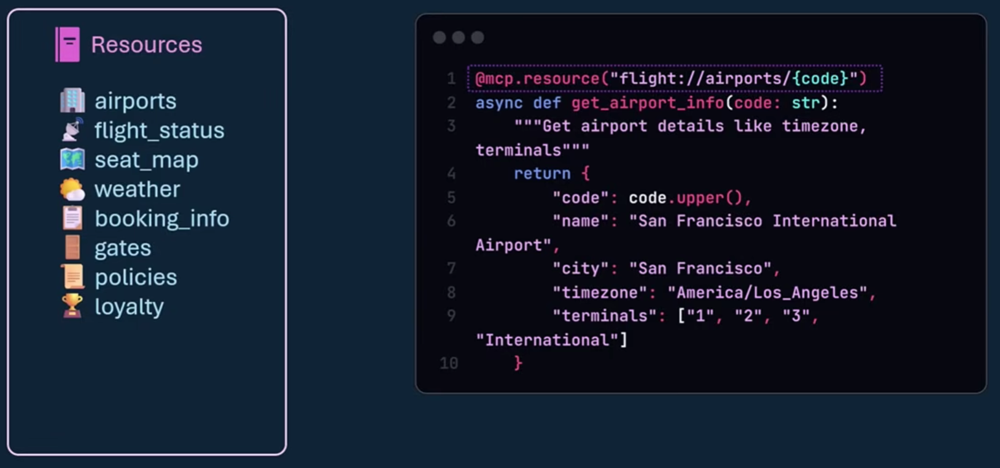 Resources
airports
flight_status
seat_map
weather
booking_info
gates
policies
loyalty
1 @mcp.resource("flight://airports/{code}")
2 async def get_airport_info(code: str):
3     """Get airport details like timezone,
terminals"""
4     return {
5         "code": code.upper(),
6         "name": "San Francisco International
Airport",
7         "city": "San Francisco",
8         "timezone": "America/Los_Angeles",
9         "terminals": ["1", "2", "3",
"International"]
10     }